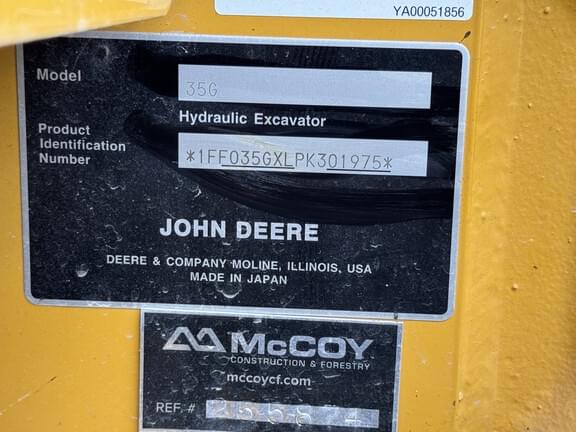 YA00051856
Model
35G
Hydraulic Excavator
Product
Identification
Number
*1FF035GXLPK301975*
JOHN DEERE
DEERE & COMPANY MOLINE, ILLINOIS, USA
MADE IN JAPAN
McCOY
CONSTRUCTION & FORESTRY
mccoycf.com
REF. #